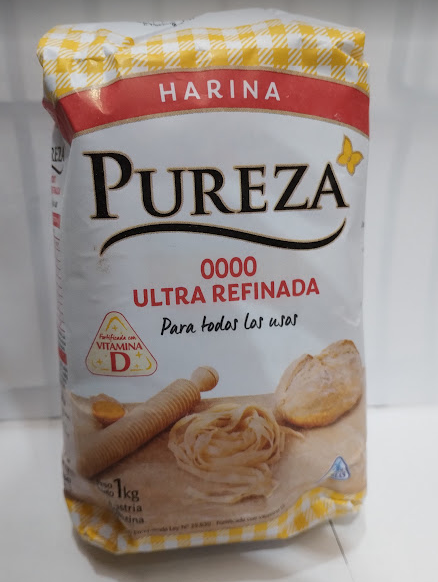 HARINA
PUREZA
0000
ULTRA REFINADA
Para todos los usos
Fortificada con
VITAMINA
D
1kg